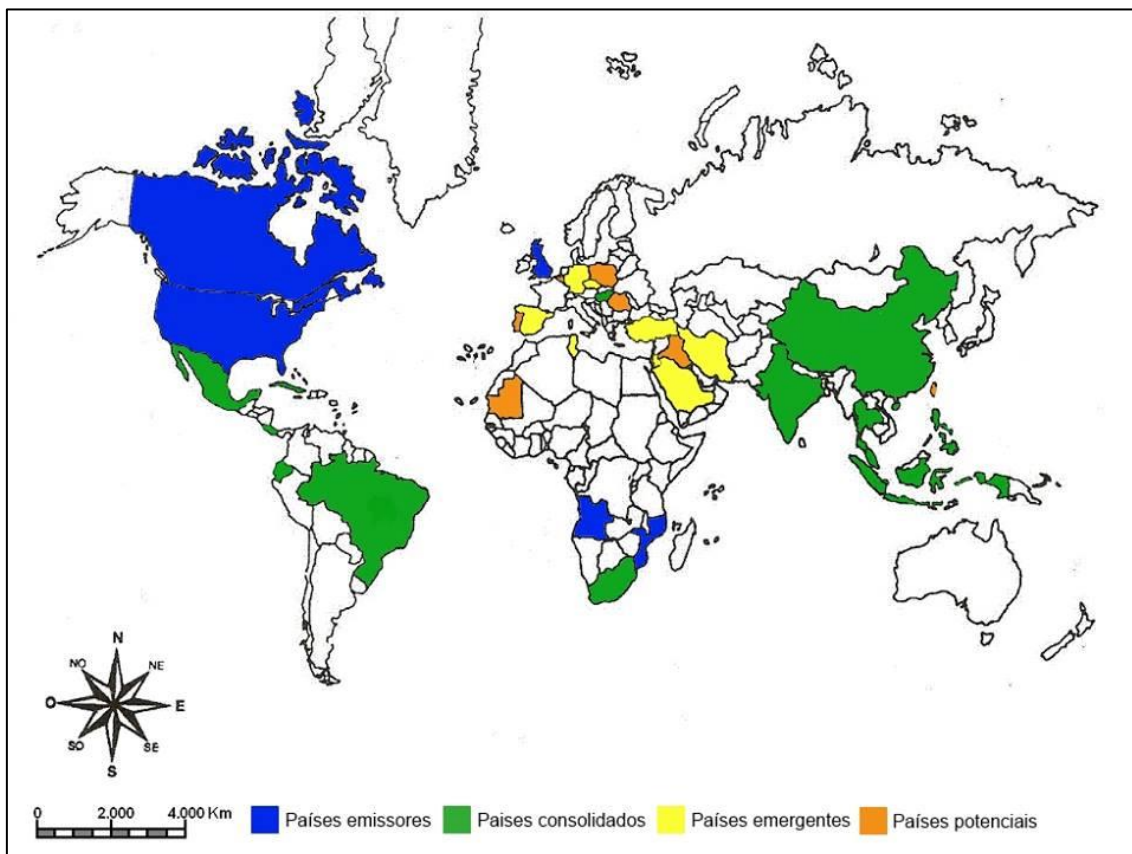 N
NO NE
O E
SO SE
S
0 2.000 4.000 Km
Países emissores Paises consolidados Países emergentes Países potenciais